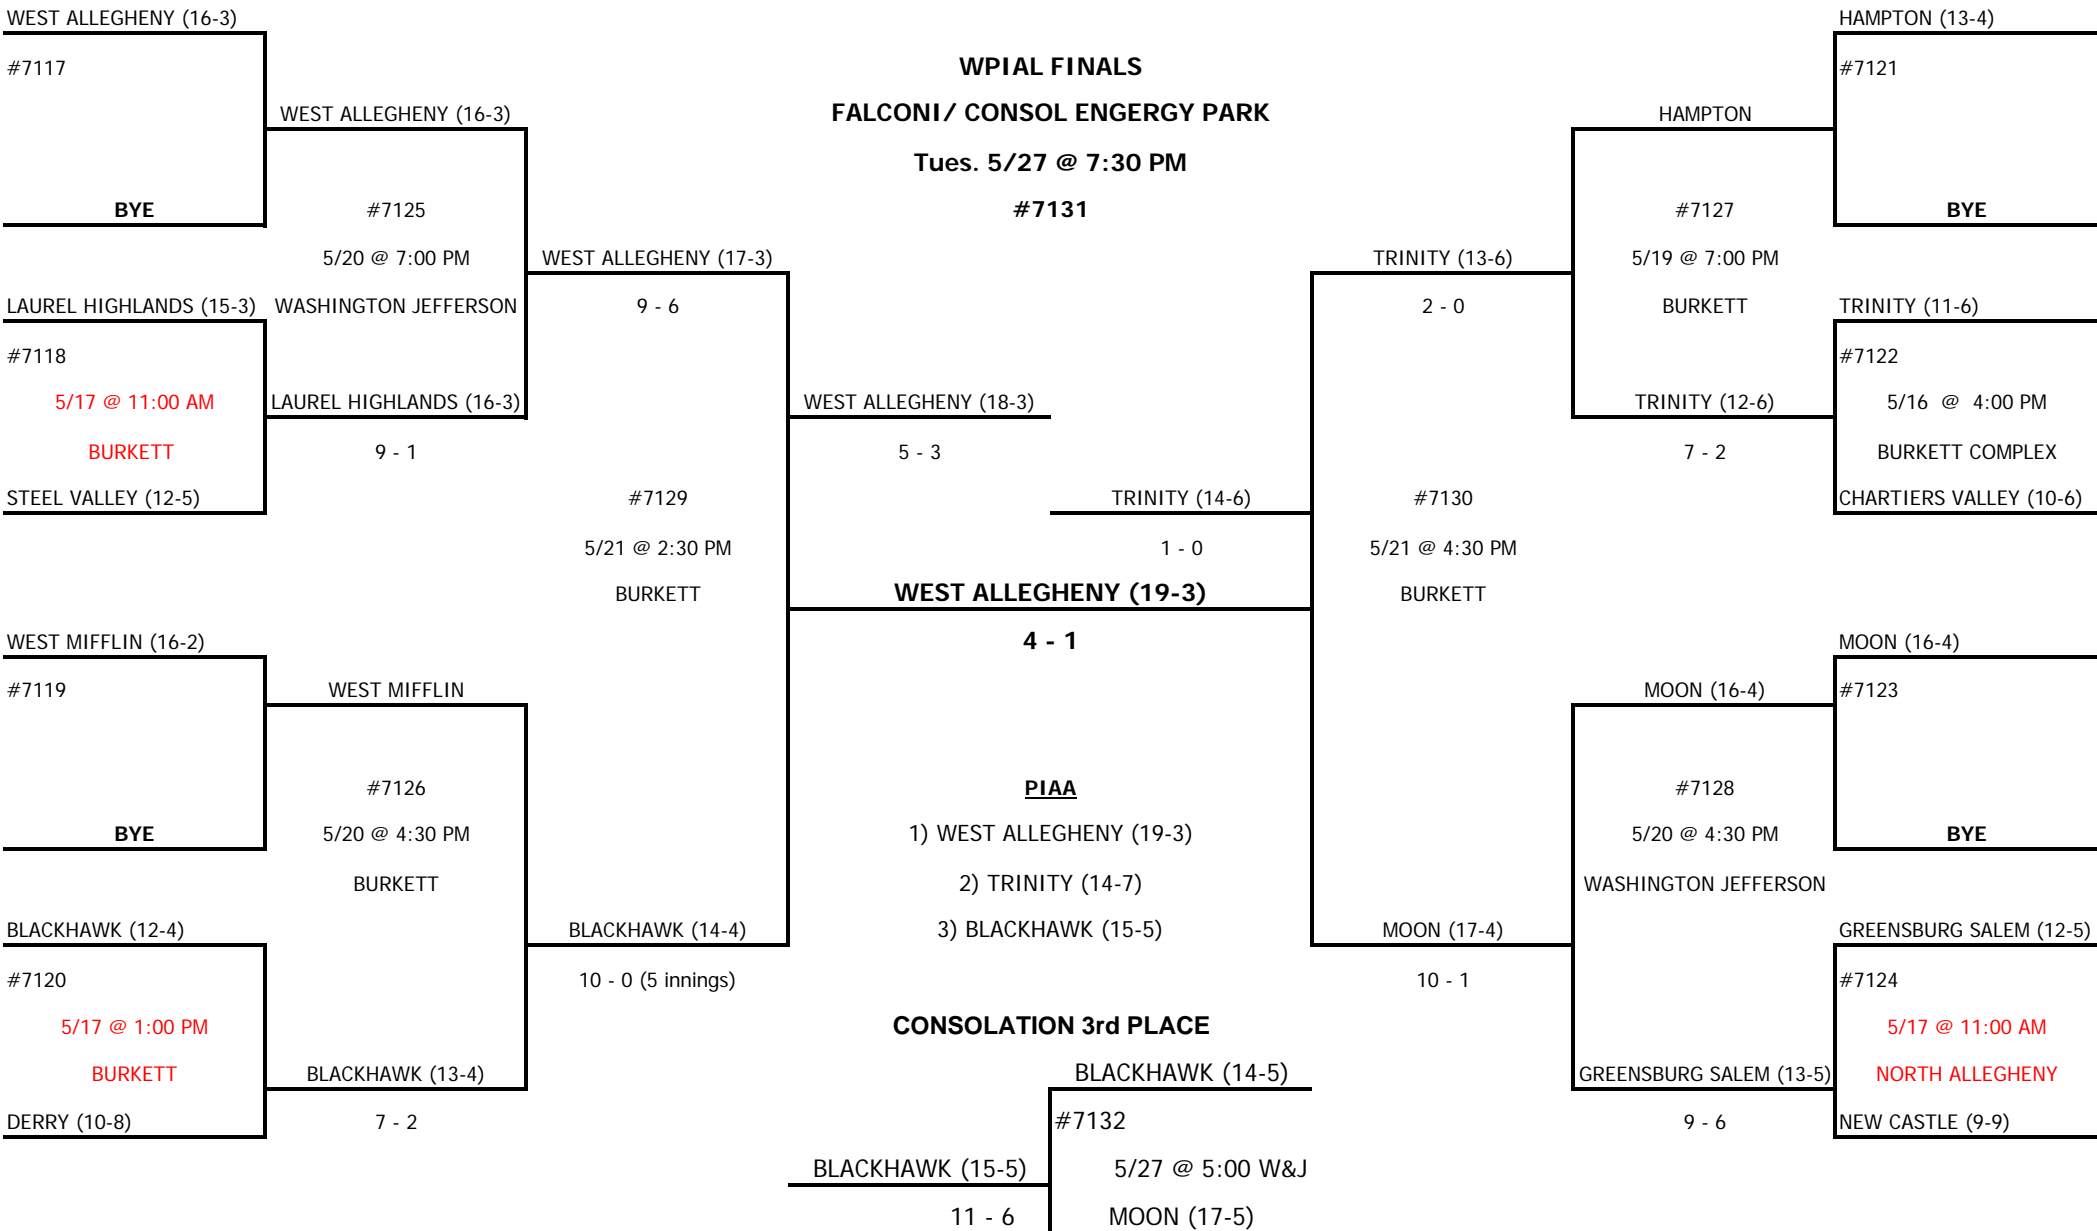 WEST ALLEGHENY (16-3)
#7117
BYE
WEST ALLEGHENY (16-3)
#7125
5/20 @ 7:00 PM
WASHINGTON JEFFERSON
LAUREL HIGHLANDS (15-3)
#7118
5/17 @ 11:00 AM
BURKETT
STEEL VALLEY (12-5)
LAUREL HIGHLANDS (16-3)
9 - 1
WEST ALLEGHENY (17-3)
9 - 6
#7129
5/21 @ 2:30 PM
BURKETT
WEST MIFFLIN (16-2)
#7119
BYE
WEST MIFFLIN
#7126
5/20 @ 4:30 PM
BURKETT
BLACKHAWK (12-4)
#7120
5/17 @ 1:00 PM
BURKETT
DERRY (10-8)
BLACKHAWK (13-4)
7 - 2
BLACKHAWK (14-4)
10 - 0 (5 innings)
WPIAL FINALS
FALCONI/ CONSOL ENGERGY PARK
Tues. 5/27 @ 7:30 PM
#7131
WEST ALLEGHENY (18-3)
5 - 3
TRINITY (14-6)
1 - 0
WEST ALLEGHENY (19-3)
4 - 1
PIAA
1) WEST ALLEGHENY (19-3)
2) TRINITY (14-7)
3) BLACKHAWK (15-5)
CONSOLATION 3rd PLACE
BLACKHAWK (14-5)
#7132
BLACKHAWK (15-5)
5/27 @ 5:00 W&J
11 - 6
MOON (17-5)
TRINITY (13-6)
2 - 0
#7130
5/21 @ 4:30 PM
BURKETT
MOON (17-4)
10 - 1
HAMPTON
#7127
5/19 @ 7:00 PM
BURKETT
TRINITY (12-6)
7 - 2
MOON (16-4)
#7128
5/20 @ 4:30 PM
WASHINGTON JEFFERSON
GREENSBURG SALEM (13-5)
9 - 6
HAMPTON (13-4)
#7121
BYE
TRINITY (11-6)
#7122
5/16 @ 4:00 PM
BURKETT COMPLEX
CHARTIERS VALLEY (10-6)
MOON (16-4)
#7123
BYE
GREENSBURG SALEM (12-5)
#7124
5/17 @ 11:00 AM
NORTH ALLEGHENY
NEW CASTLE (9-9)